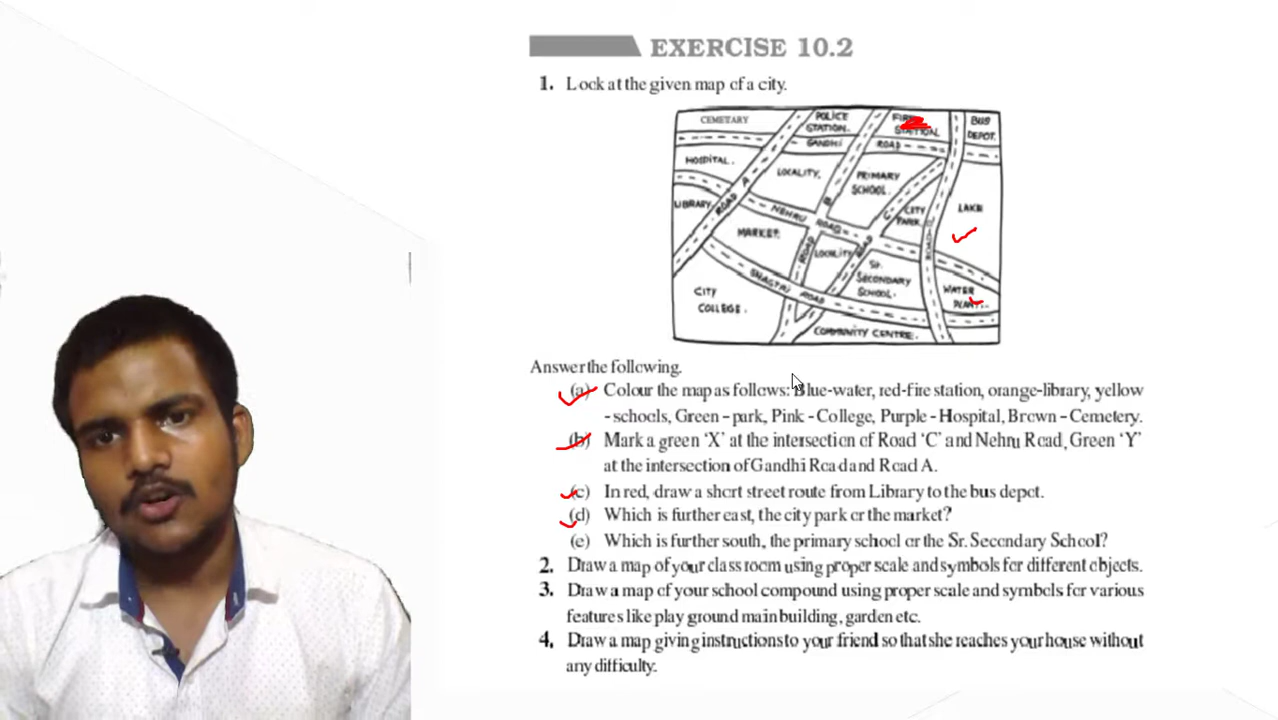 EXERCISE 10.2
1. Look at the given map of a city.
CEMETARY
POLICE
STATION.
FIRE
STATION.
BUS
DEPOT.
GANDHI ROAD
HOSPITAL.
LOCALITY.
PRIMARY
SCHOOL.
ROAD A
B
C
LIBRARY
NEHRU ROAD
CITY
PARK.
LAKE
MARKET.
ROAD
LOCALITY
ROAD
ROAD
Sr.
SECONDARY
SCHOOL.
SHASTRI ROAD
WATER
PLANT.
CITY
COLLEGE.
COMMUNITY CENTRE.
Answer the following.
(a) Colour the map as follows: Blue-water, red-fire station, orange-library, yellow
- schools, Green - park, Pink - College, Purple - Hospital, Brown - Cemetery.
(b) Mark a green ‘X’ at the intersection of Road ‘C’ and Nehru Road, Green ‘Y’
at the intersection of Gandhi Road and Road A.
(c) In red, draw a short street route from Library to the bus depot.
(d) Which is further east, the city park or the market?
(e) Which is further south, the primary school or the Sr. Secondary School?
2. Draw a map of your class room using proper scale and symbols for different objects.
3. Draw a map of your school compound using proper scale and symbols for various
features like play ground main building, garden etc.
4. Draw a map giving instructions to your friend so that she reaches your house without
any difficulty.